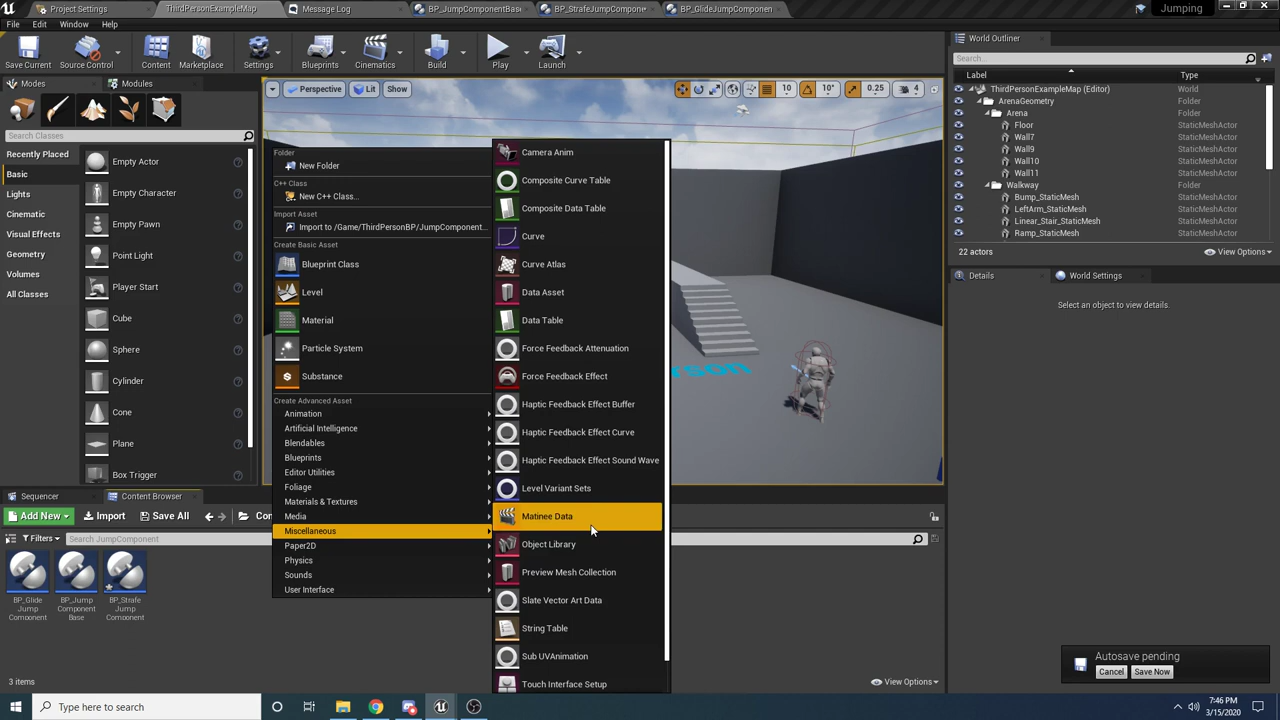 Project Settings
ThirdPersonExampleMap
Message Log
BP_JumpComponentBase
BP_StrafeJumpComponent
BP_GlideJumpComponen
Jumping
File Edit Window Help
Save Current
Source Control
Content
Marketplace
Settings
Blueprints
Cinematics
Build
Play
Launch
World Outliner
Modes
Modules
Perspective
Lit
Show
10
10°
0.25
4
Search...
Label
Type
ThirdPersonExampleMap (Editor)
World
ArenaGeometry
Folder
Arena
Folder
Floor
StaticMeshActor
Wall7
StaticMeshActor
Wall9
StaticMeshActor
Wall10
StaticMeshActor
Wall11
StaticMeshActor
Walkway
Folder
Bump_StaticMesh
StaticMeshActor
LeftArm_StaticMesh
StaticMeshActor
Linear_Stair_StaticMesh
StaticMeshActor
Ramp_StaticMesh
StaticMeshActor
22 actors
View Options
Details
World Settings
Select an object to view details.
Search Classes
Recently Placed
Basic
Lights
Cinematic
Visual Effects
Geometry
Volumes
All Classes
Empty Actor
Empty Character
Empty Pawn
Point Light
Player Start
Cube
Sphere
Cylinder
Cone
Plane
Box Trigger
Folder
New Folder
C++ Class
New C++ Class...
Import Asset
Import to /Game/ThirdPersonBP/JumpComponent...
Create Basic Asset
Blueprint Class
Level
Material
Particle System
Substance
Create Advanced Asset
Animation
Artificial Intelligence
Blendables
Blueprints
Editor Utilities
Foliage
Materials & Textures
Media
Miscellaneous
Paper2D
Physics
Sounds
User Interface
Camera Anim
Composite Curve Table
Composite Data Table
Curve
Curve Atlas
Data Asset
Data Table
Force Feedback Attenuation
Force Feedback Effect
Haptic Feedback Effect Buffer
Haptic Feedback Effect Curve
Haptic Feedback Effect Sound Wave
Level Variant Sets
Matinee Data
Object Library
Preview Mesh Collection
Slate Vector Art Data
String Table
Sub UVAnimation
Touch Interface Setup
Sequencer
Content Browser
Add New
Import
Save All
Con
Filters
Search JumpComponent
BP_Glide
Jump
Component
BP_Jump
Component
Base
BP_Strafe
Jump
Component
3 items
View Options
Autosave pending
Cancel
Save Now
Type here to search
7:46 PM
3/15/2020